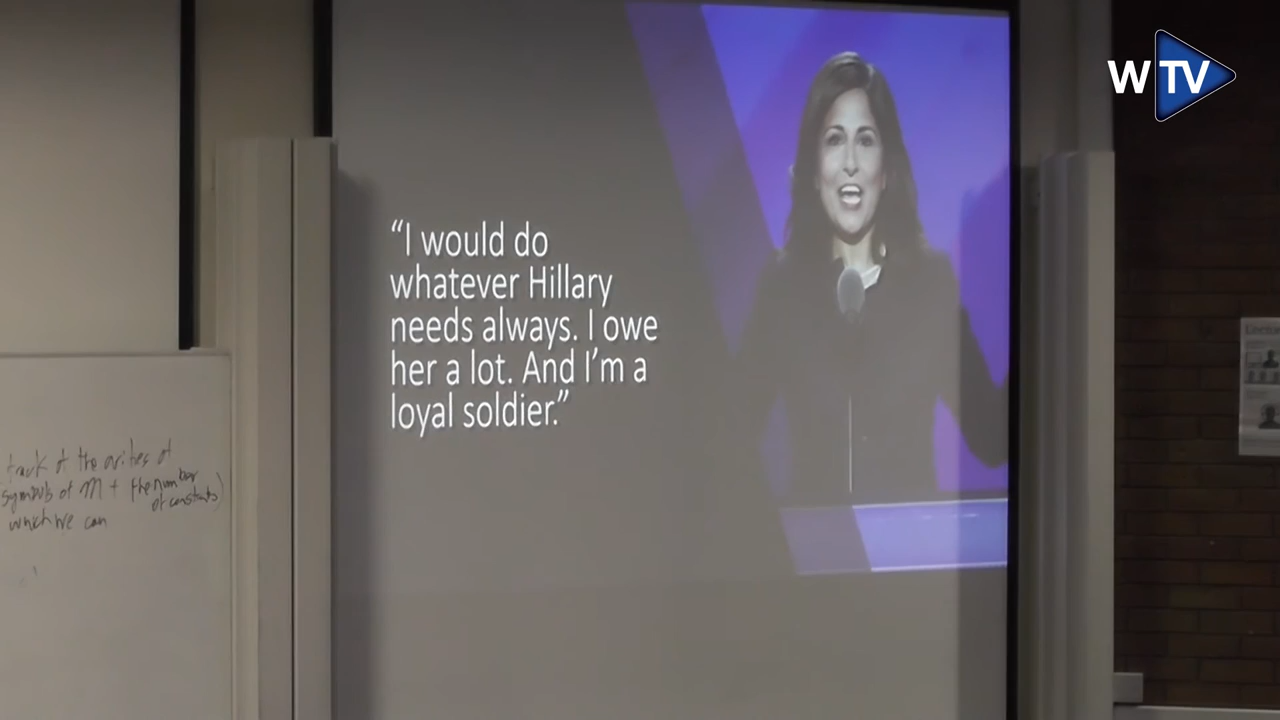 WTV
“I would do
whatever Hillary
needs always. I owe
her a lot. And I’m a
loyal soldier.”
track of the arities of
symbols of M + the number
of constants)
which we can